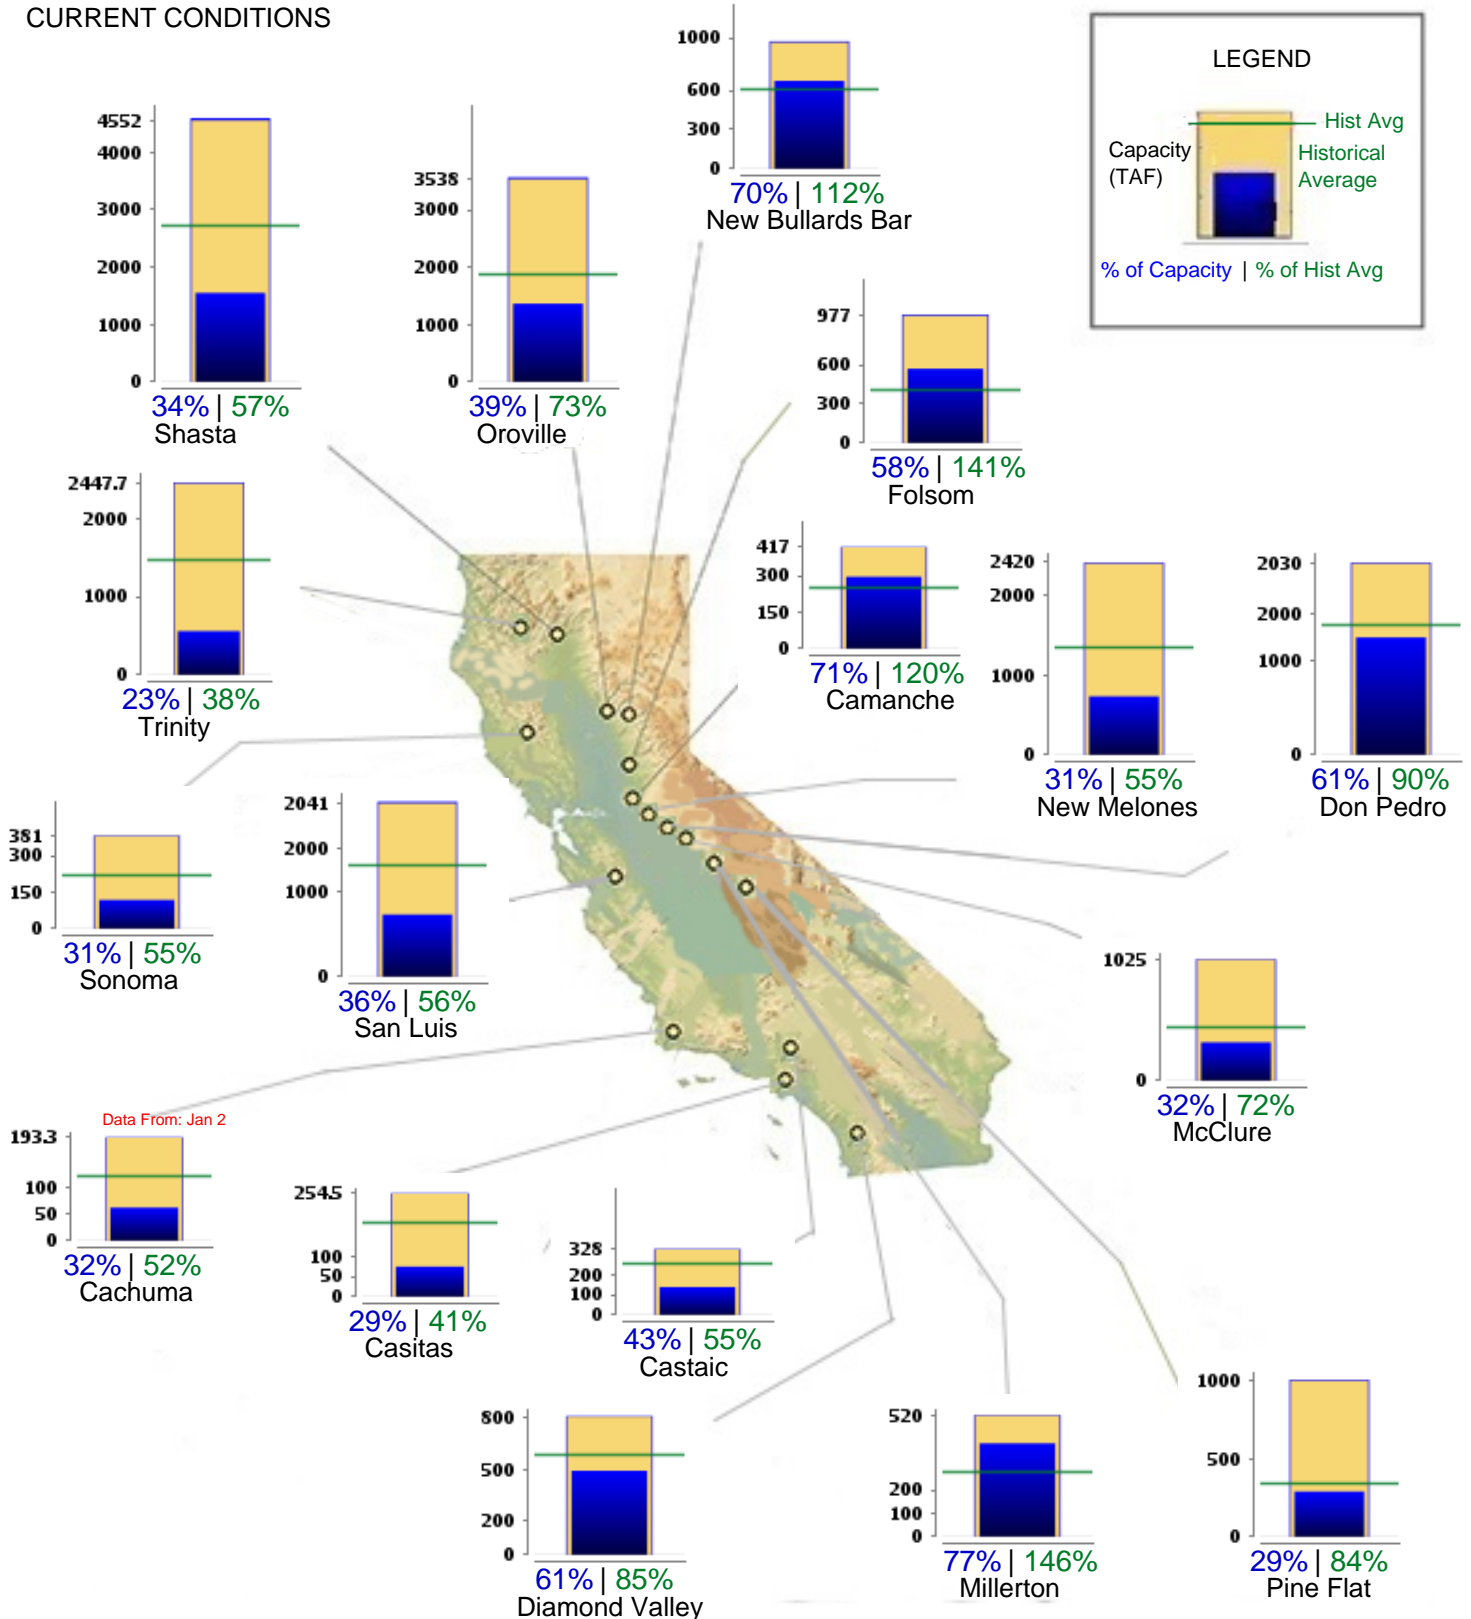 CURRENT CONDITIONS
1000
600
300
0
70% | 112%
New Bullards Bar
LEGEND
Hist Avg
Capacity
(TAF)
Historical
Average
% of Capacity | % of Hist Avg
4552
4000
3000
2000
1000
0
34% | 57%
Shasta
3538
3000
2000
1000
0
39% | 73%
Oroville
977
600
300
0
58% | 141%
Folsom
2447.7
2000
1000
0
23% | 38%
Trinity
417
300
150
0
71% | 120%
Camanche
2420
2000
1000
0
31% | 55%
New Melones
2030
2000
1000
0
61% | 90%
Don Pedro
381
300
150
0
31% | 55%
Sonoma
2041
2000
1000
0
36% | 56%
San Luis
1025
0
32% | 72%
McClure
Data From: Jan 2
193.3
100
50
0
32% | 52%
Cachuma
254.5
100
50
0
29% | 41%
Casitas
328
200
100
0
43% | 55%
Castaic
800
500
200
0
61% | 85%
Diamond Valley
520
200
100
0
77% | 146%
Millerton
1000
500
0
29% | 84%
Pine Flat